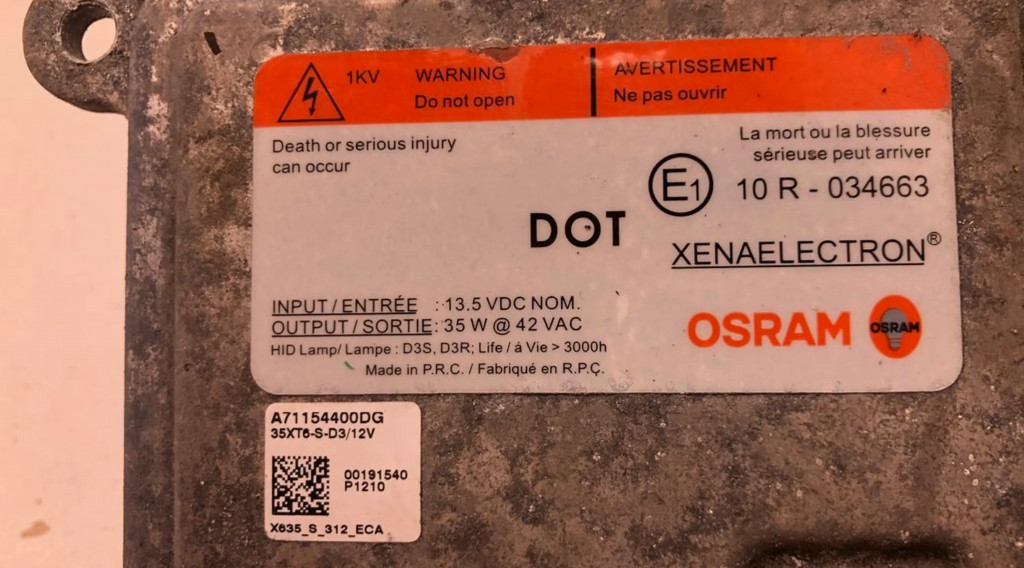 1KV WARNING
Do not open
AVERTISSEMENT
Ne pas ouvrir
Death or serious injury
can occur
La mort ou la blessure
sérieuse peut arriver
E1 10 R - 034663
DOT
XENAELECTRON®
INPUT / ENTRÉE : 13.5 VDC NOM.
OUTPUT / SORTIE : 35 W @ 42 VAC
HID Lamp/ Lampe : D3S, D3R; Life / á Vie > 3000h
Made in P.R.C. / Fabriqué en R.P.Ç.
OSRAM OSRAM
A71154400DG
35XT6-S-D3/12V
00191540
P1210
X635_S_312_ECA